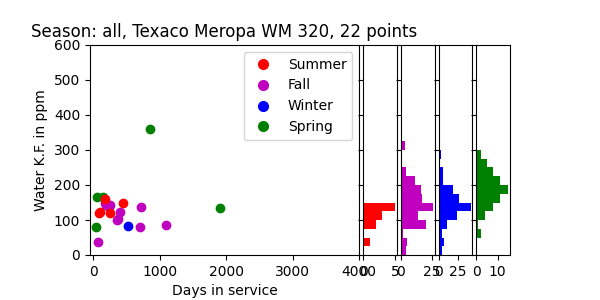 Season: all, Texaco Meropa WM 320, 22 points
Water K.F. in ppm
600
500
400
300
200
100
0
Summer
Fall
Winter
Spring
0 1000 2000 3000 4000 0 5 0 25 0 25 0 10
Days in service